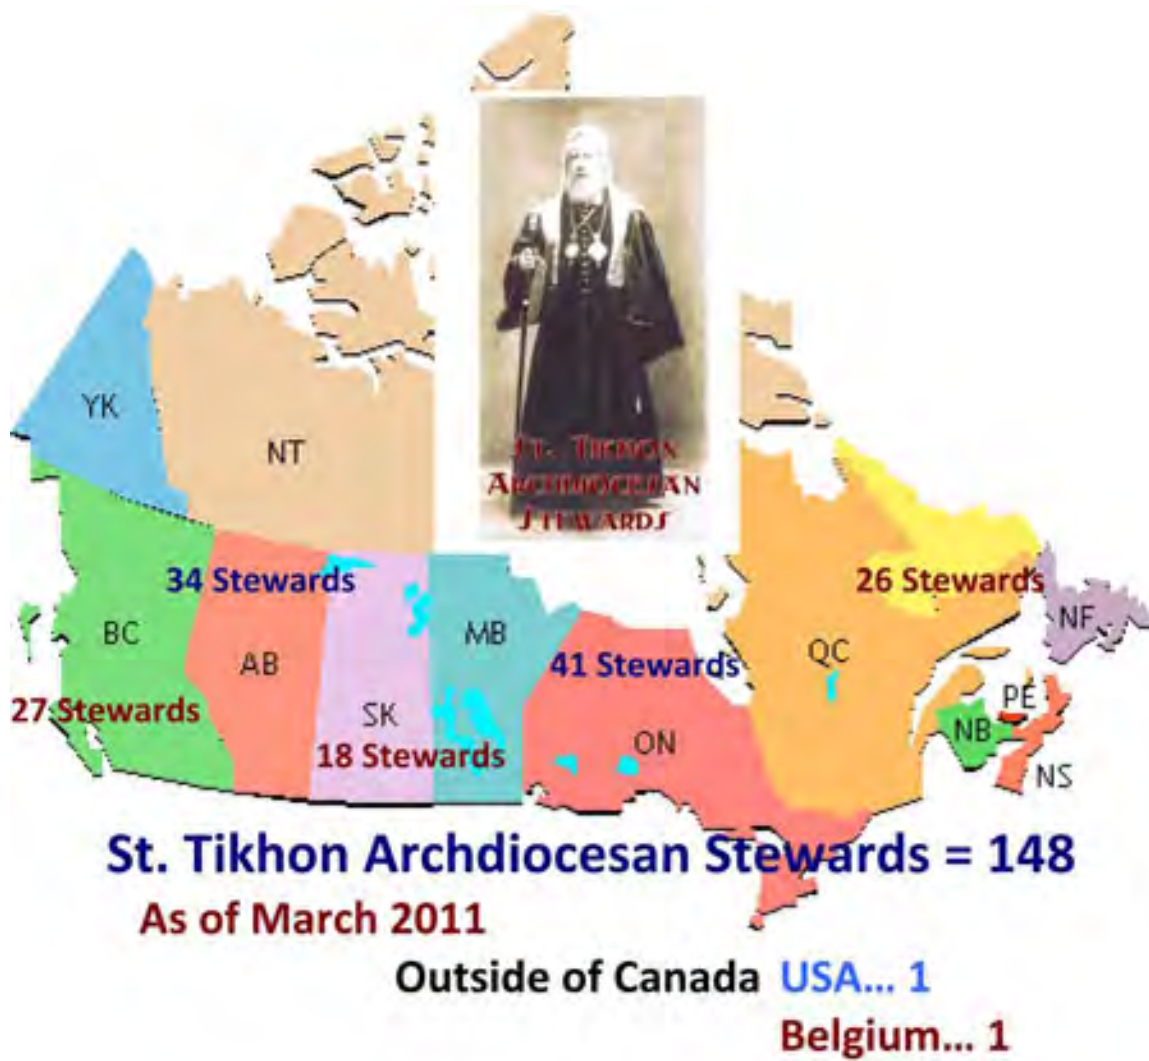 St. Tikhon
Archdiocesan
Stewards
YK
NT
34 Stewards
26 Stewards
BC
AB
MB
NF
41 Stewards
QC
27 Stewards
SK
PE
18 Stewards
ON
NB
NS
St. Tikhon Archdiocesan Stewards = 148
As of March 2011
Outside of Canada USA... 1
Belgium... 1